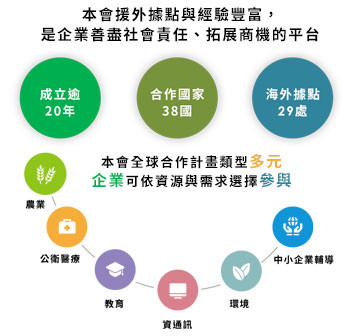 本會援外據點與經驗豐富，
是企業善盡社會責任、拓展商機的平台
成立逾
20年
合作國家
38國
海外據點
29處
本會全球合作計畫類型多元
企業可依資源與需求選擇參與
農業
公衛醫療
教育
資通訊
環境
中小企業輔導